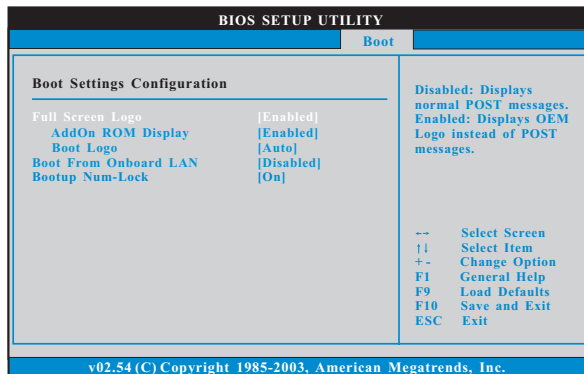 BIOS SETUP UTILITY
Boot
Boot Settings Configuration
Full Screen Logo [Enabled]
AddOn ROM Display [Enabled]
Boot Logo [Auto]
Boot From Onboard LAN [Disabled]
Bootup Num-Lock [On]
Disabled: Displays
normal POST messages.
Enabled: Displays OEM
Logo instead of POST
messages.
←→ Select Screen
↑↓ Select Item
+ - Change Option
F1 General Help
F9 Load Defaults
F10 Save and Exit
ESC Exit
v02.54 (C) Copyright 1985-2003, American Megatrends, Inc.